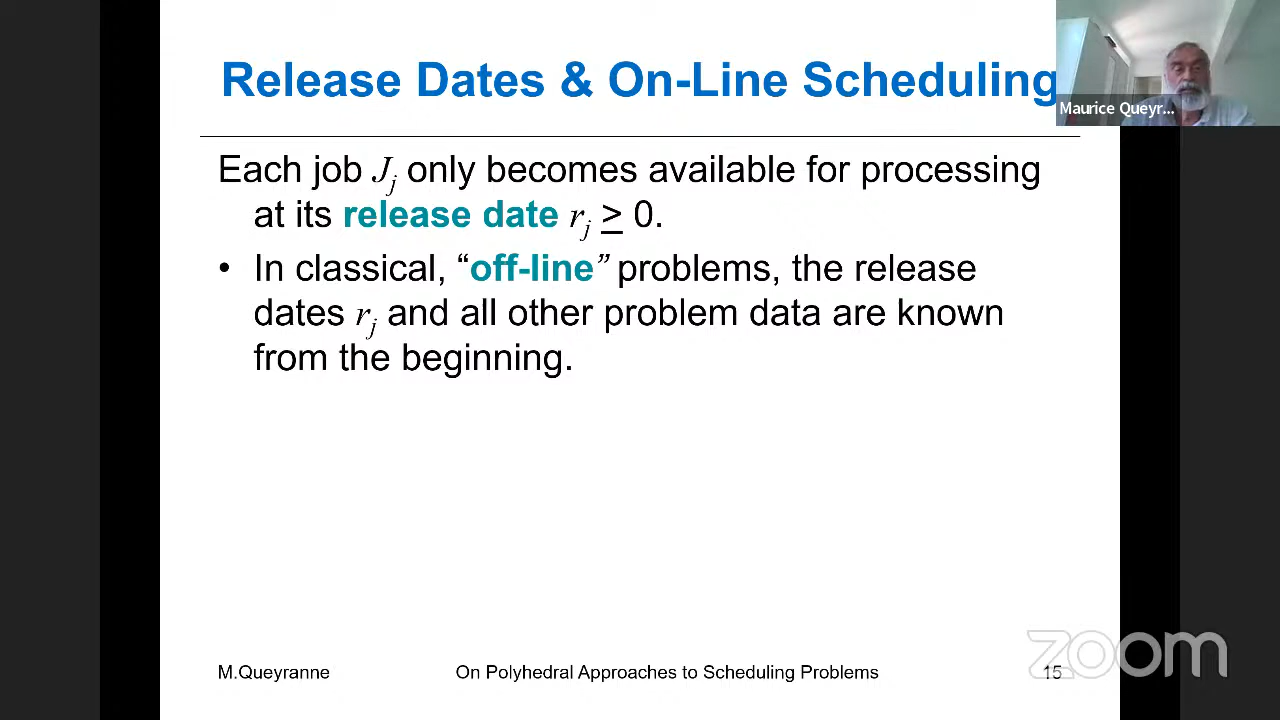 Release Dates & On-Line Scheduling
Maurice Queyr...
Each job Jj only becomes available for processing
at its release date rj ≥ 0.
• In classical, “off-line” problems, the release
dates rj and all other problem data are known
from the beginning.
M.Queyranne
On Polyhedral Approaches to Scheduling Problems
15
zoom